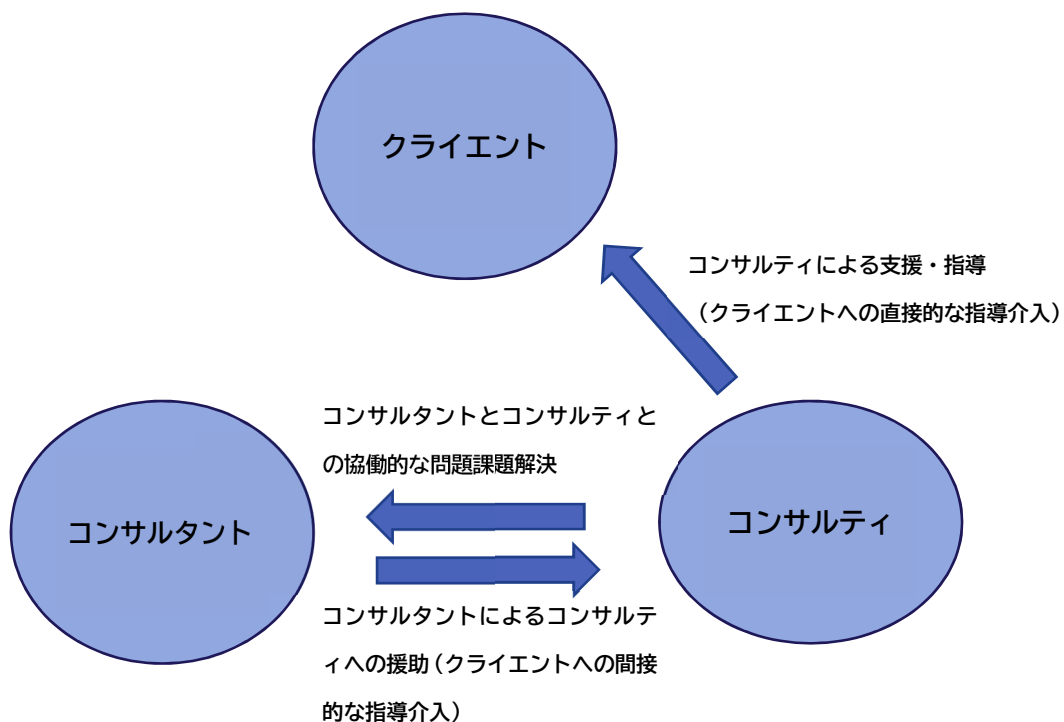 クライエント
コンサルティによる支援・指導
（クライエントへの直接的な指導介入）
コンサルタントとコンサルティと
の協働的な問題課題解決
コンサルタント
コンサルティ
コンサルタントによるコンサルテ
ィへの援助（クライエントへの間接
的な指導介入）